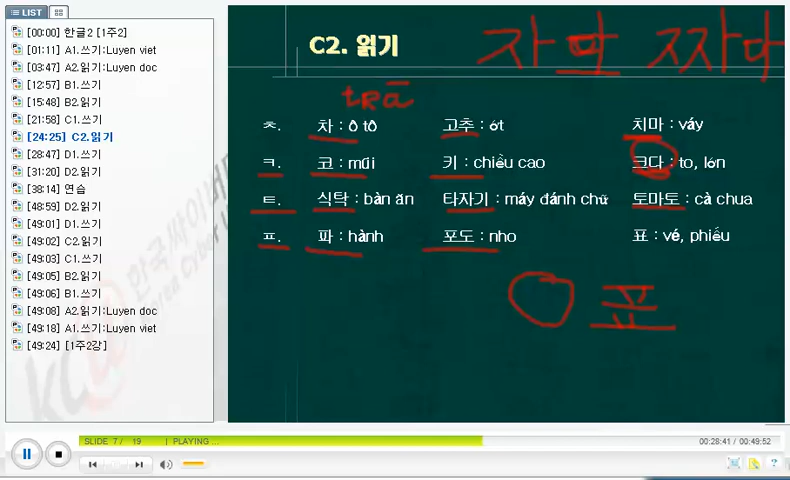 LIST
[00:00] 한글2 [1주2]
[01:11] A1.쓰기:Luyen viet
[03:47] A2.읽기:Luyen doc
[12:57] B1.쓰기
[15:48] B2.읽기
[21:58] C1.쓰기
[24:25] C2.읽기
[28:47] D1.쓰기
[31:20] D2.읽기
[38:14] 연습
[48:59] D2.읽기
[49:01] D1.쓰기
[49:02] C2.읽기
[49:03] C1.쓰기
[49:05] B2.읽기
[49:06] B1.쓰기
[49:08] A2.읽기:Luyen doc
[49:18] A1.쓰기:Luyen viet
[49:24] [1주2강]
C2. 읽기
자 짜다
trā
ㅊ. 차 : ô tô 고추 : ớt 치마 : váy
ㅋ. 코 : mũi 키 : chiều cao 크다 : to, lớn
ㅌ. 식탁 : bàn ăn 타자기 : máy đánh chữ 토마토 : cà chua
ㅍ. 파 : hành 포도 : nho 표 : vé, phiếu
표
SLIDE 7 / 19 | PLAYING ...
00:28:41 / 00:49:52